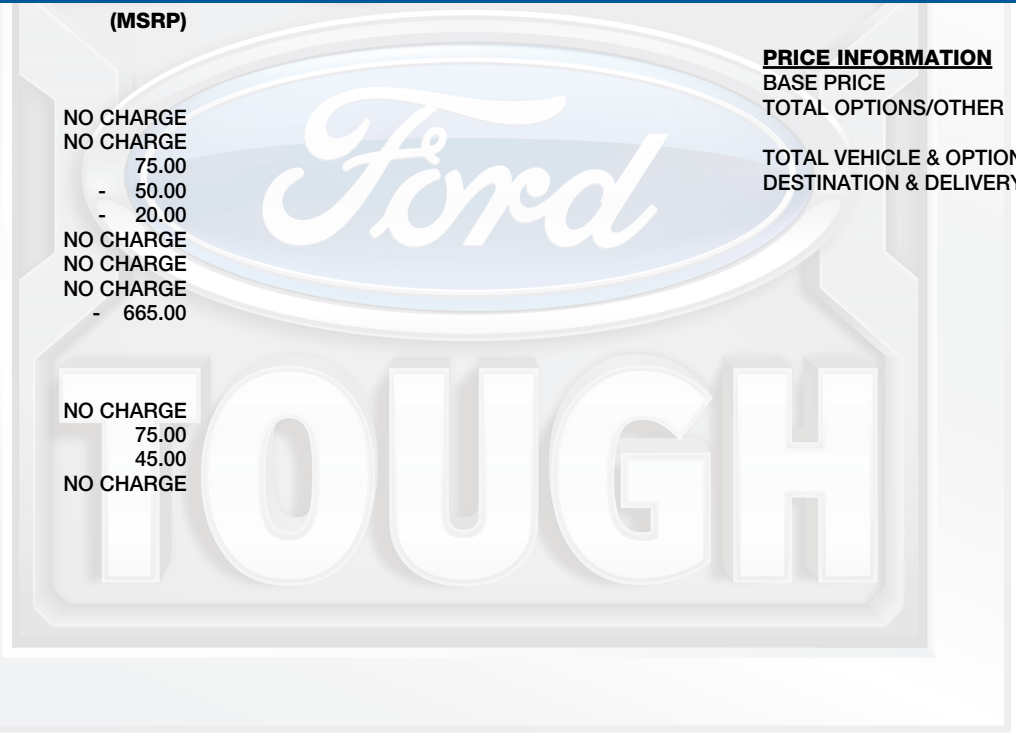 (MSRP)
NO CHARGE
NO CHARGE
75.00
- 50.00
- 20.00
NO CHARGE
NO CHARGE
NO CHARGE
- 665.00
NO CHARGE
75.00
45.00
NO CHARGE
PRICE INFORMATION
BASE PRICE
TOTAL OPTIONS/OTHER
TOTAL VEHICLE & OPTION
DESTINATION & DELIVERY
Ford
TOUGH